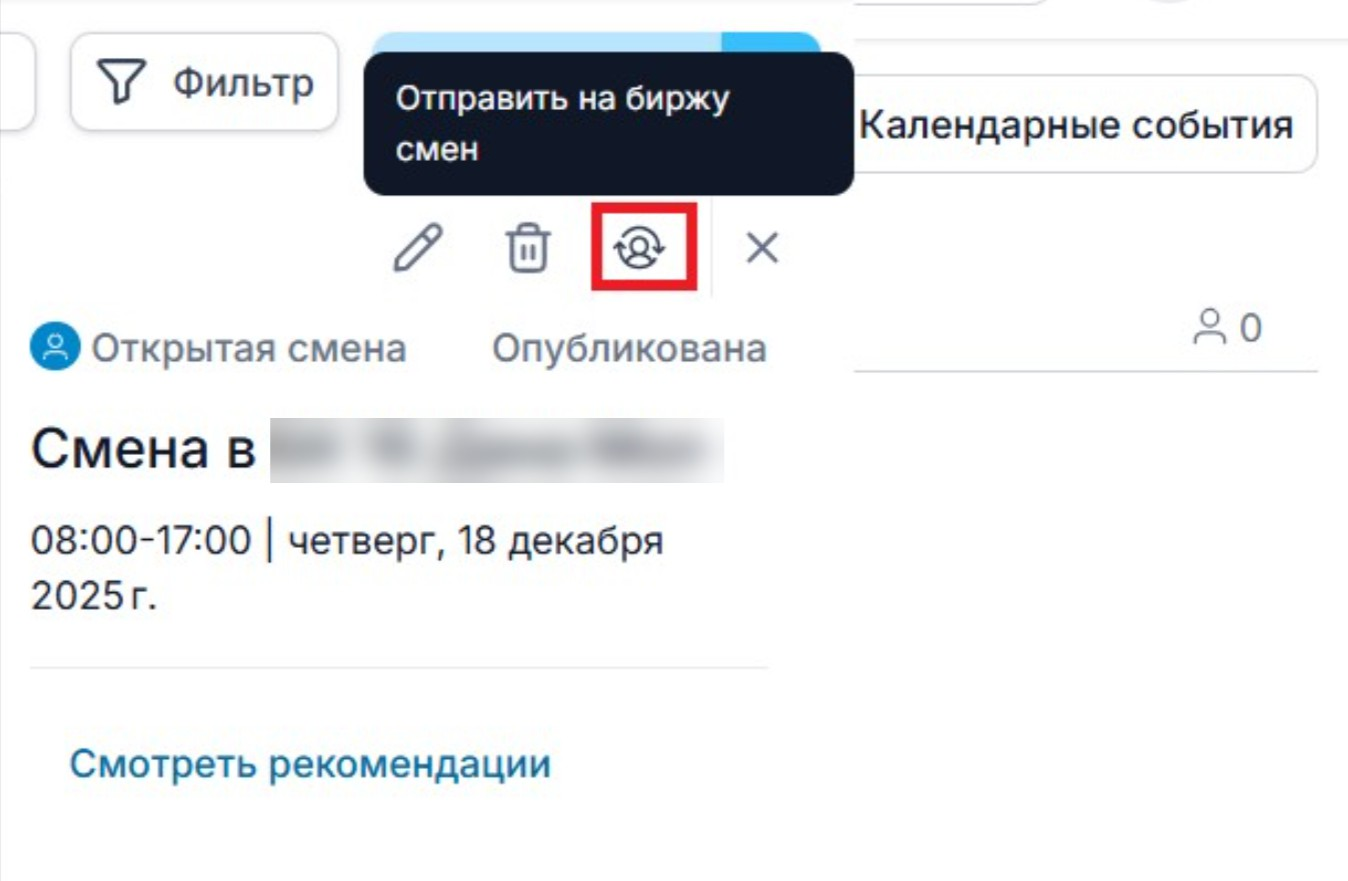 Фильтр
Отправить на биржу
смен
Календарные события
Открытая смена
Опубликована
0
Смена в
08:00-17:00 | четверг, 18 декабря
2025 г.
Смотреть рекомендации